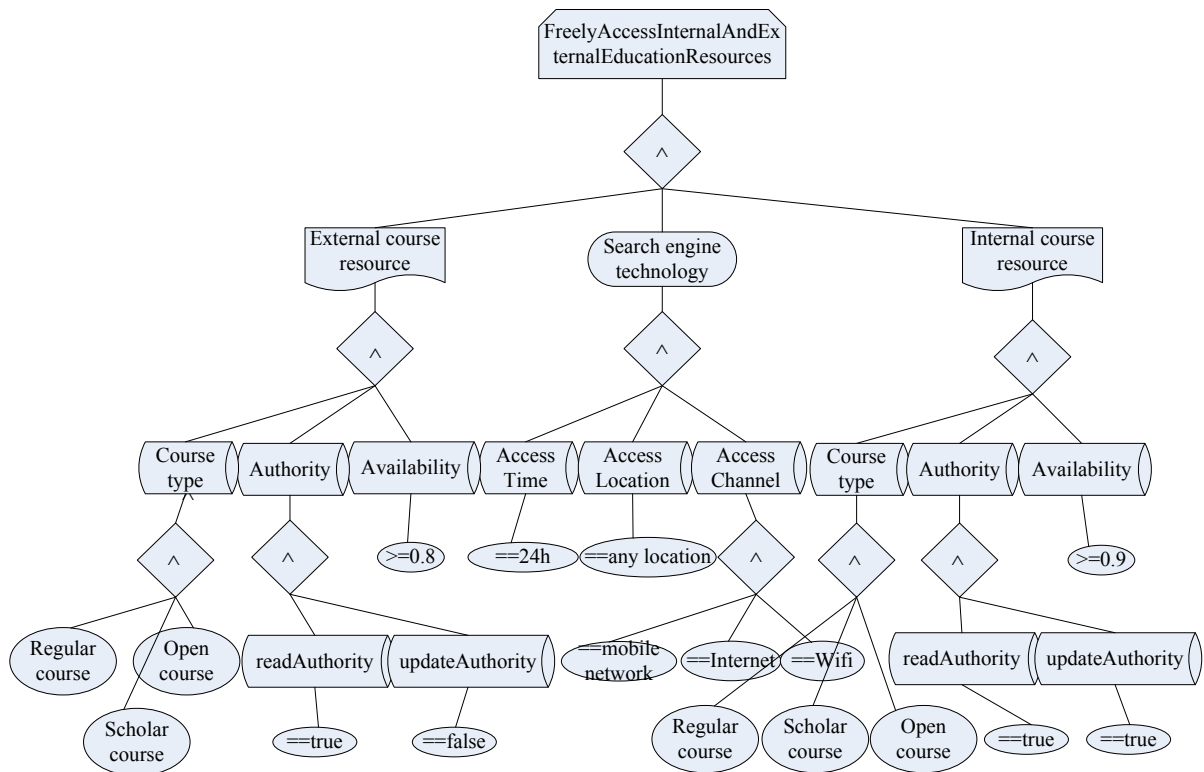 FreelyAccessInternalAndEx
ternalEducationResources
^
External course
resource
Search engine
technology
Internal course
resource
^
^
^
Course
type
Authority
Availability
Access
Time
Access
Location
Access
Channel
Course
type
Authority
Availability
^
^
^
>=0.8
==24h
==any location
^
^
^
>=0.9
Regular
course
Open
course
readAuthority
updateAuthority
==mobile
network
==Internet
==Wifi
readAuthority
updateAuthority
Scholar
course
==true
==false
Regular
course
Scholar
course
Open
course
==true
==true